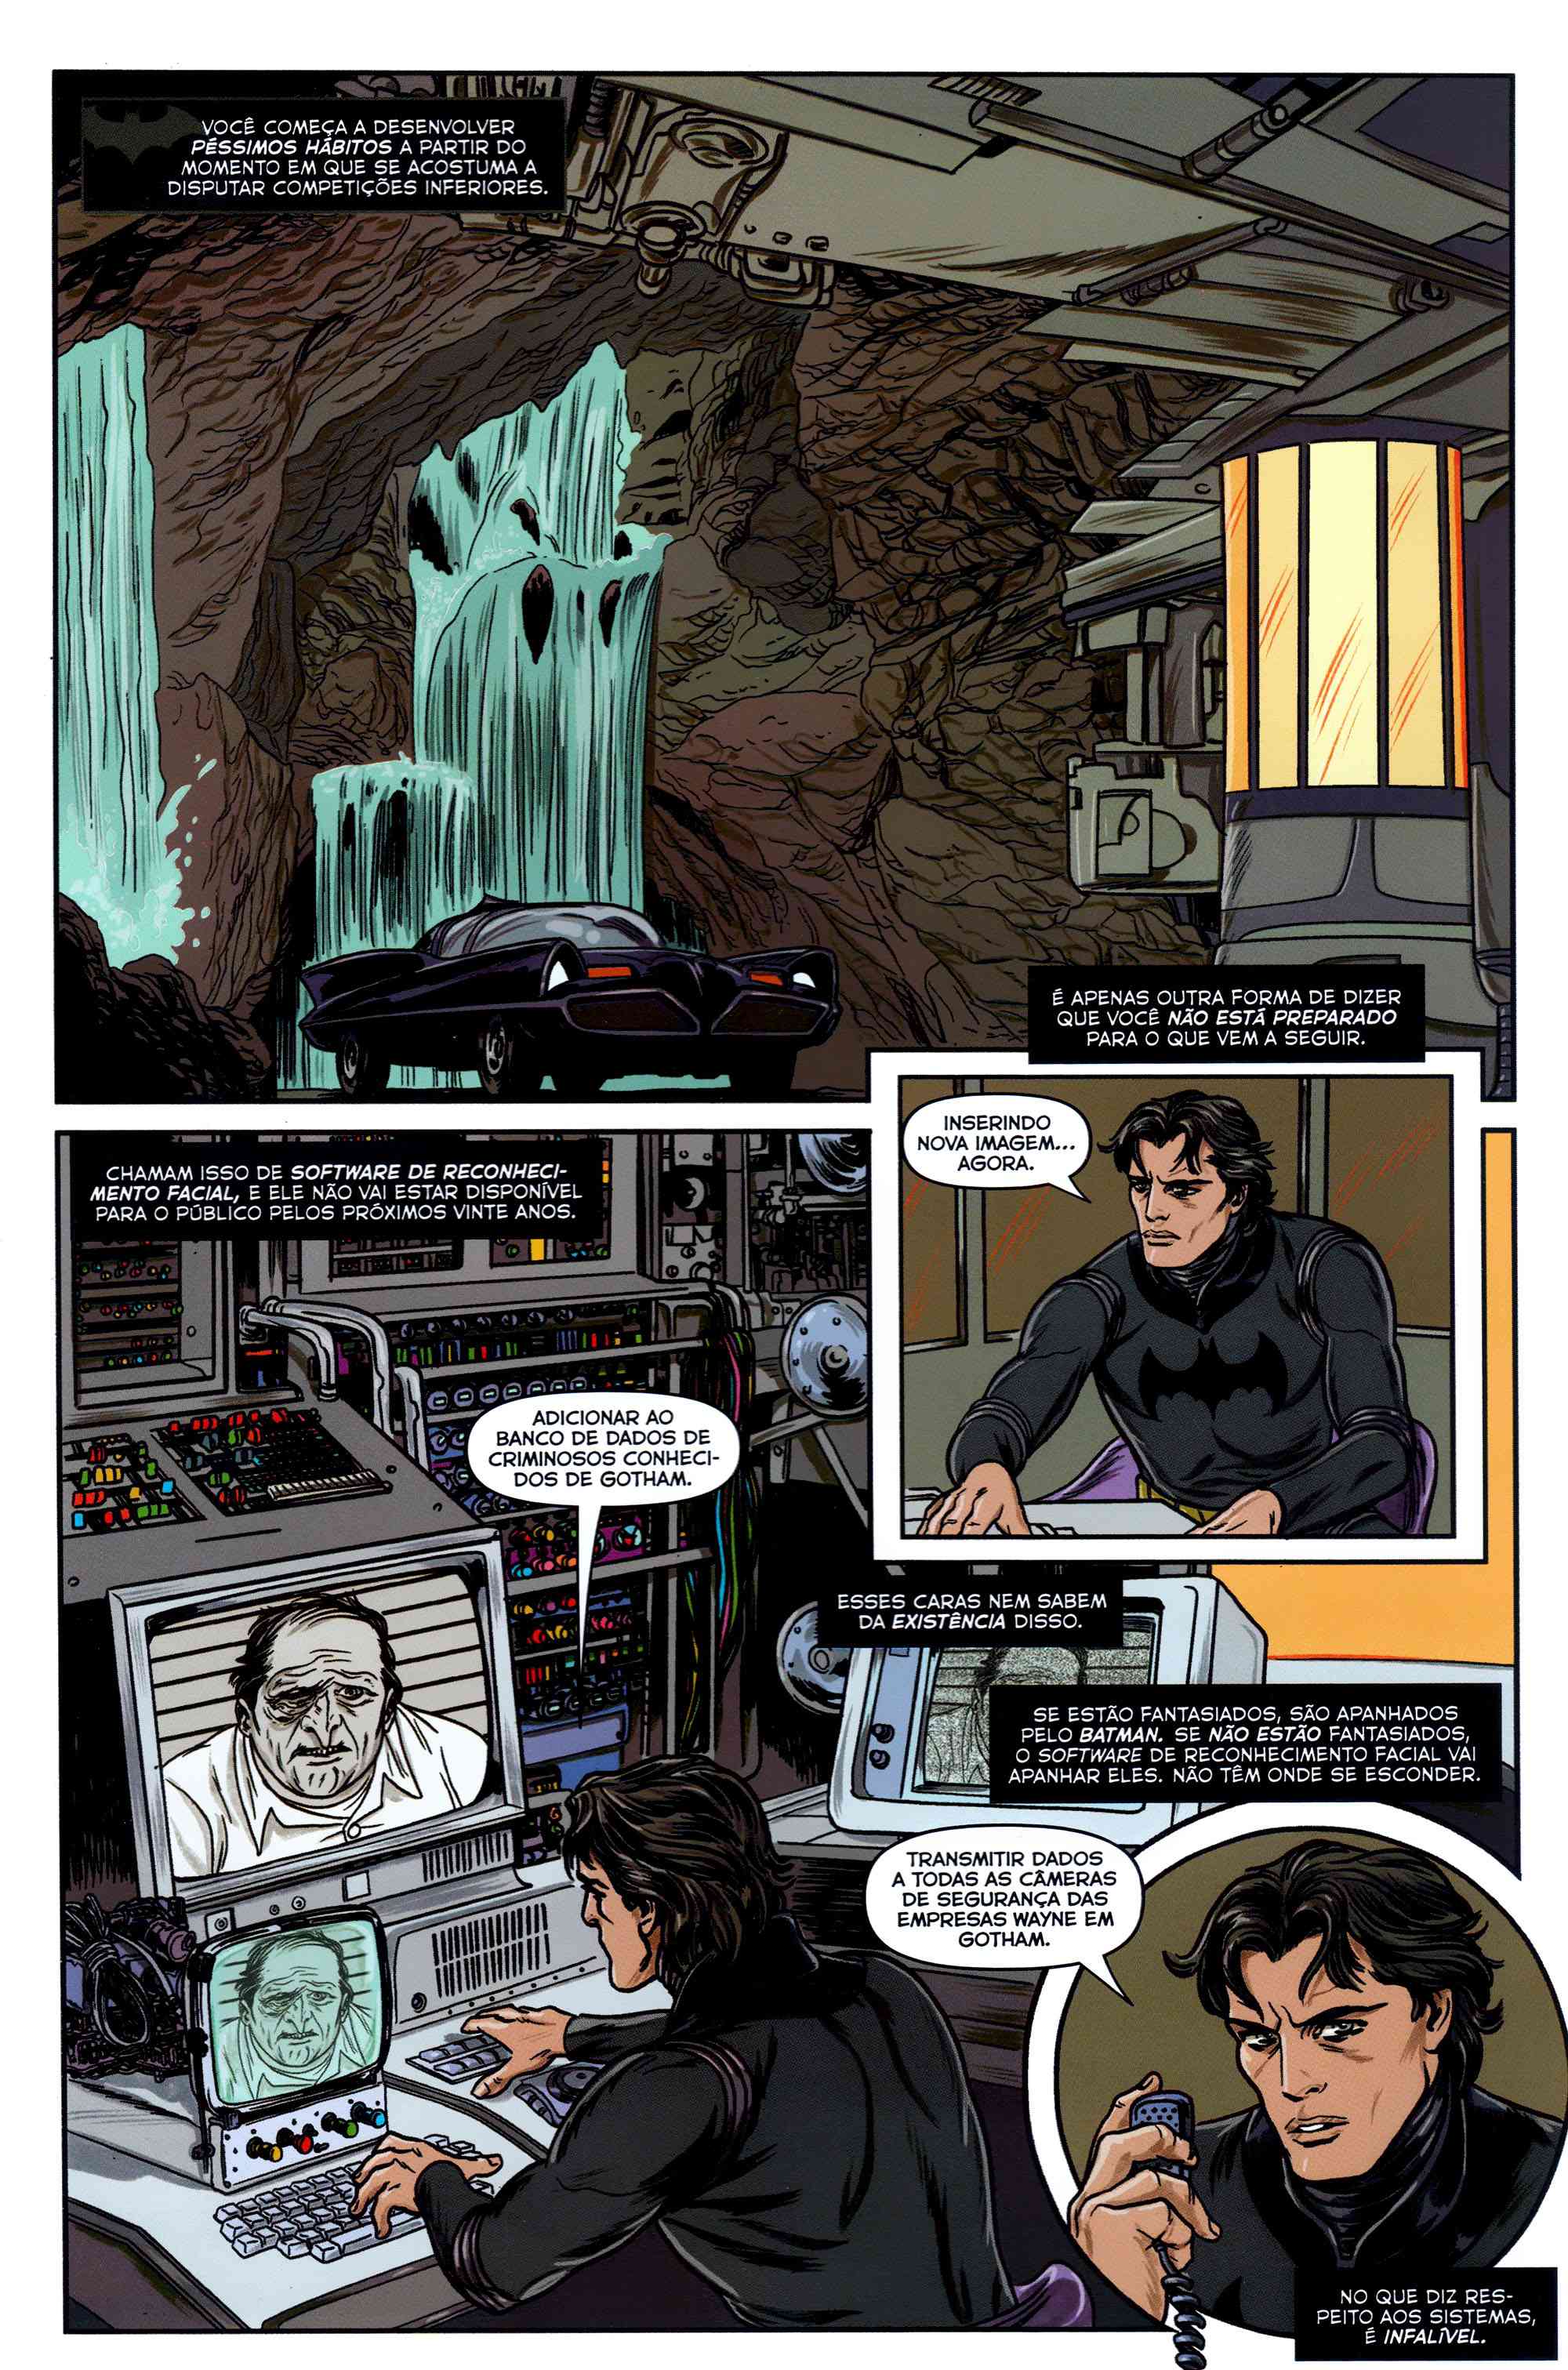 VOCÊ COMEÇA A DESENVOLVER
PÉSSIMOS HÁBITOS A PARTIR DO
MOMENTO EM QUE SE ACOSTUMA A
DISPUTAR COMPETIÇÕES INFERIORES.
É APENAS OUTRA FORMA DE DIZER
QUE VOCÊ NÃO ESTÁ PREPARADO
PARA O QUE VEM A SEGUIR.
INSERINDO
NOVA IMAGEM...
AGORA.
CHAMAM ISSO DE SOFTWARE DE RECONHECI-
MENTO FACIAL, E ELE NÃO VAI ESTAR DISPONÍVEL
PARA O PÚBLICO PELOS PRÓXIMOS VINTE ANOS.
ADICIONAR AO
BANCO DE DADOS DE
CRIMINOSOS CONHECI-
DOS DE GOTHAM.
ESSES CARAS NEM SABEM
DA EXISTÊNCIA DISSO.
SE ESTÃO FANTASIADOS, SÃO APANHADOS
PELO BATMAN. SE NÃO ESTÃO FANTASIADOS,
O SOFTWARE DE RECONHECIMENTO FACIAL VAI
APANHAR ELES. NÃO TÊM ONDE SE ESCONDER.
TRANSMITIR DADOS
A TODAS AS CÂMERAS
DE SEGURANÇA DAS
EMPRESAS WAYNE EM
GOTHAM.
NO QUE DIZ RES-
PEITO AOS SISTEMAS,
É INFALÍVEL.